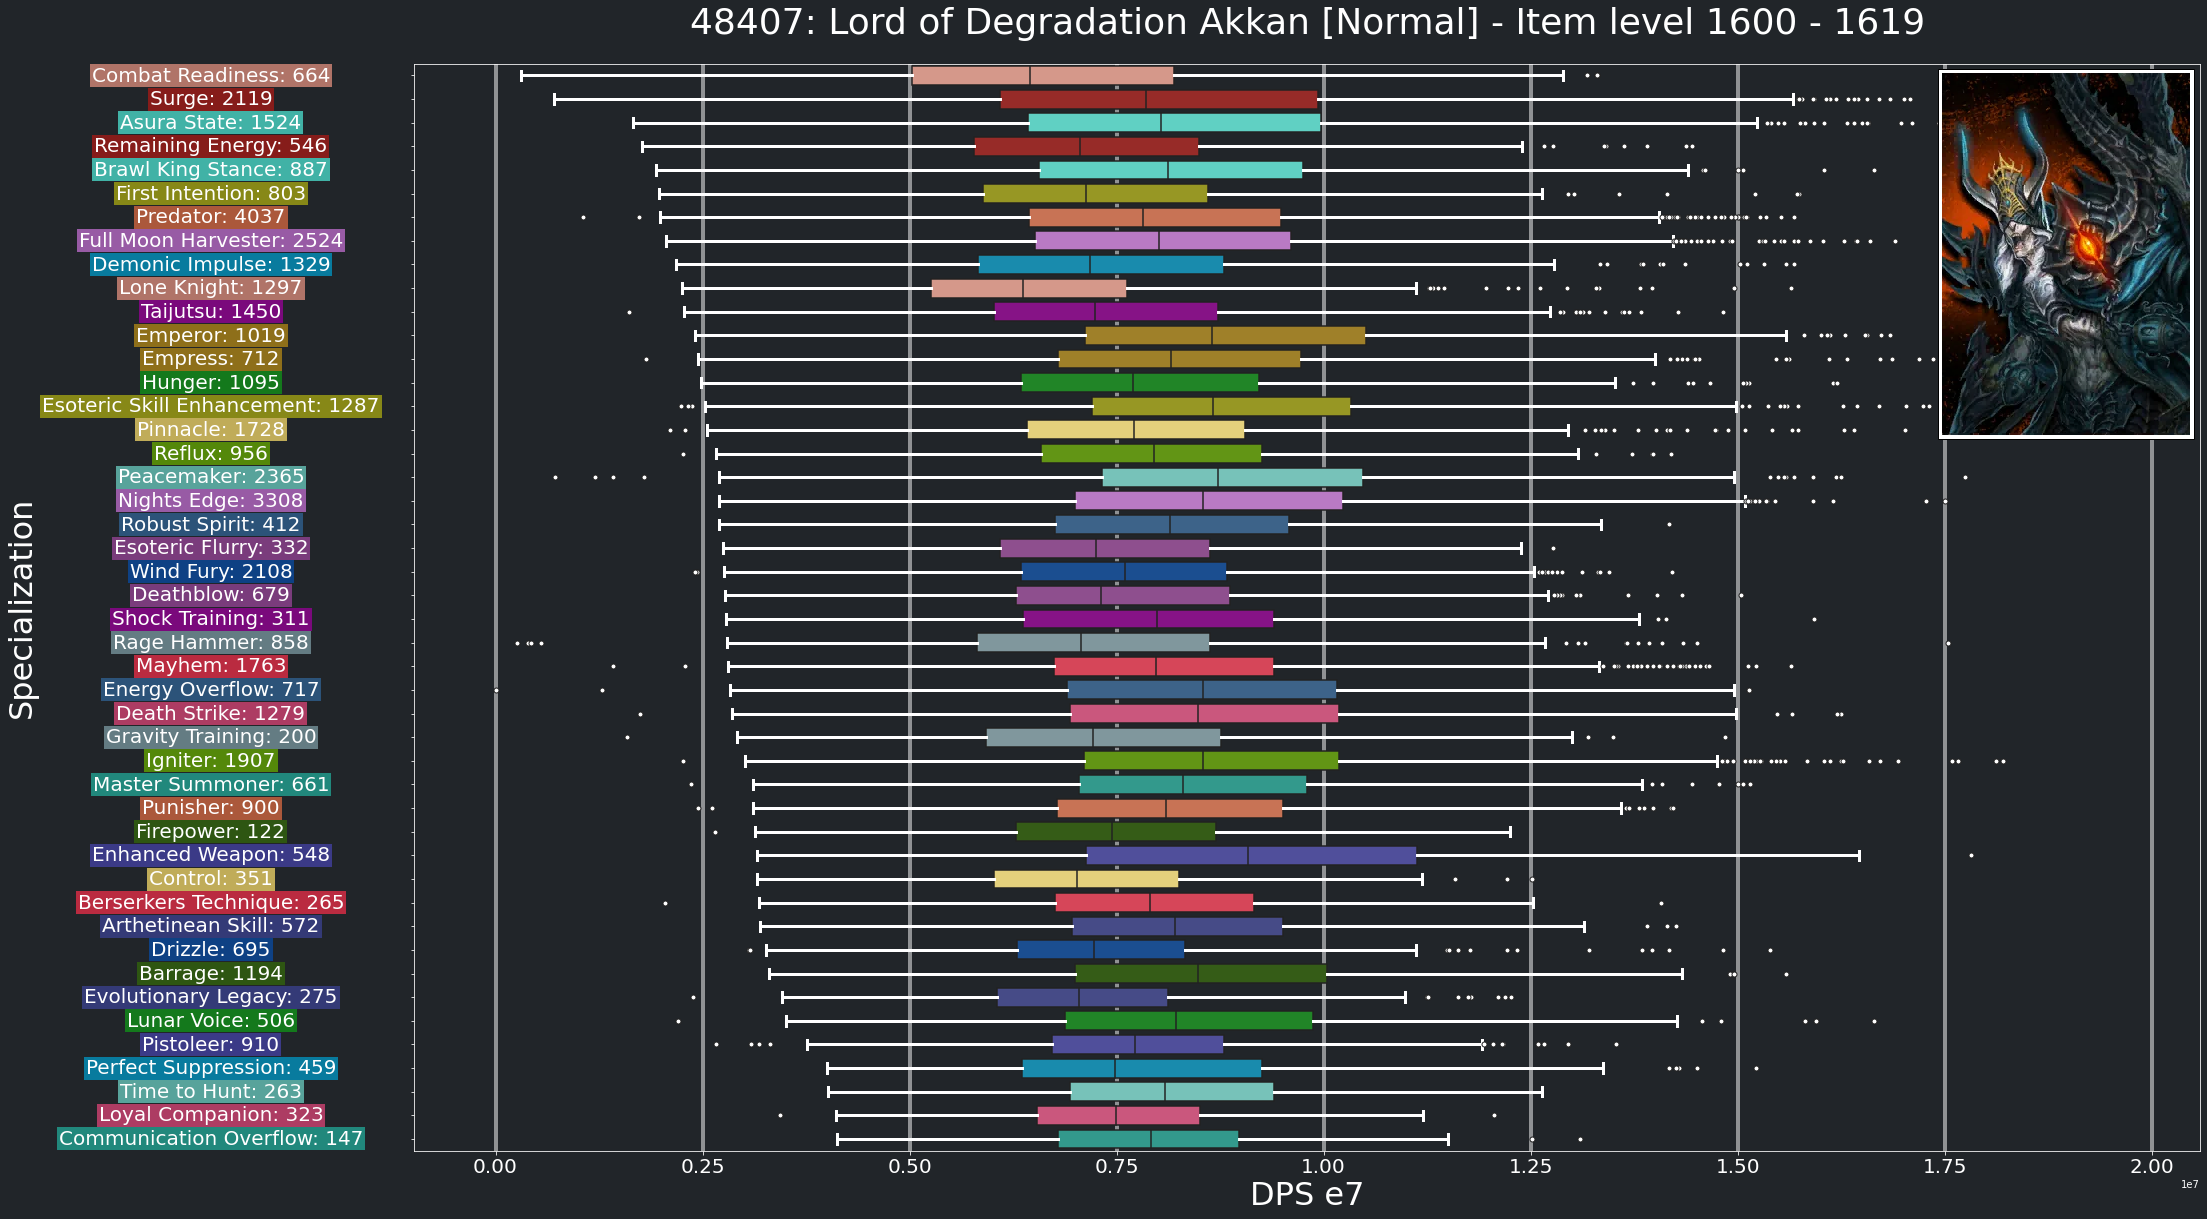 48407: Lord of Degradation Akkan [Normal] - Item level 1600 - 1619
Specialization
Combat Readiness: 664
Surge: 2119
Asura State: 1524
Remaining Energy: 546
Brawl King Stance: 887
First Intention: 803
Predator: 4037
Full Moon Harvester: 2524
Demonic Impulse: 1329
Lone Knight: 1297
Taijutsu: 1450
Emperor: 1019
Empress: 712
Hunger: 1095
Esoteric Skill Enhancement: 1287
Pinnacle: 1728
Reflux: 956
Peacemaker: 2365
Nights Edge: 3308
Robust Spirit: 412
Esoteric Flurry: 332
Wind Fury: 2108
Deathblow: 679
Shock Training: 311
Rage Hammer: 858
Mayhem: 1763
Energy Overflow: 717
Death Strike: 1279
Gravity Training: 200
Igniter: 1907
Master Summoner: 661
Punisher: 900
Firepower: 122
Enhanced Weapon: 548
Control: 351
Berserkers Technique: 265
Arthetinean Skill: 572
Drizzle: 695
Barrage: 1194
Evolutionary Legacy: 275
Lunar Voice: 506
Pistoleer: 910
Perfect Suppression: 459
Time to Hunt: 263
Loyal Companion: 323
Communication Overflow: 147
0.00 0.25 0.50 0.75 1.00 1.25 1.50 1.75 2.00
1e7
DPS e7